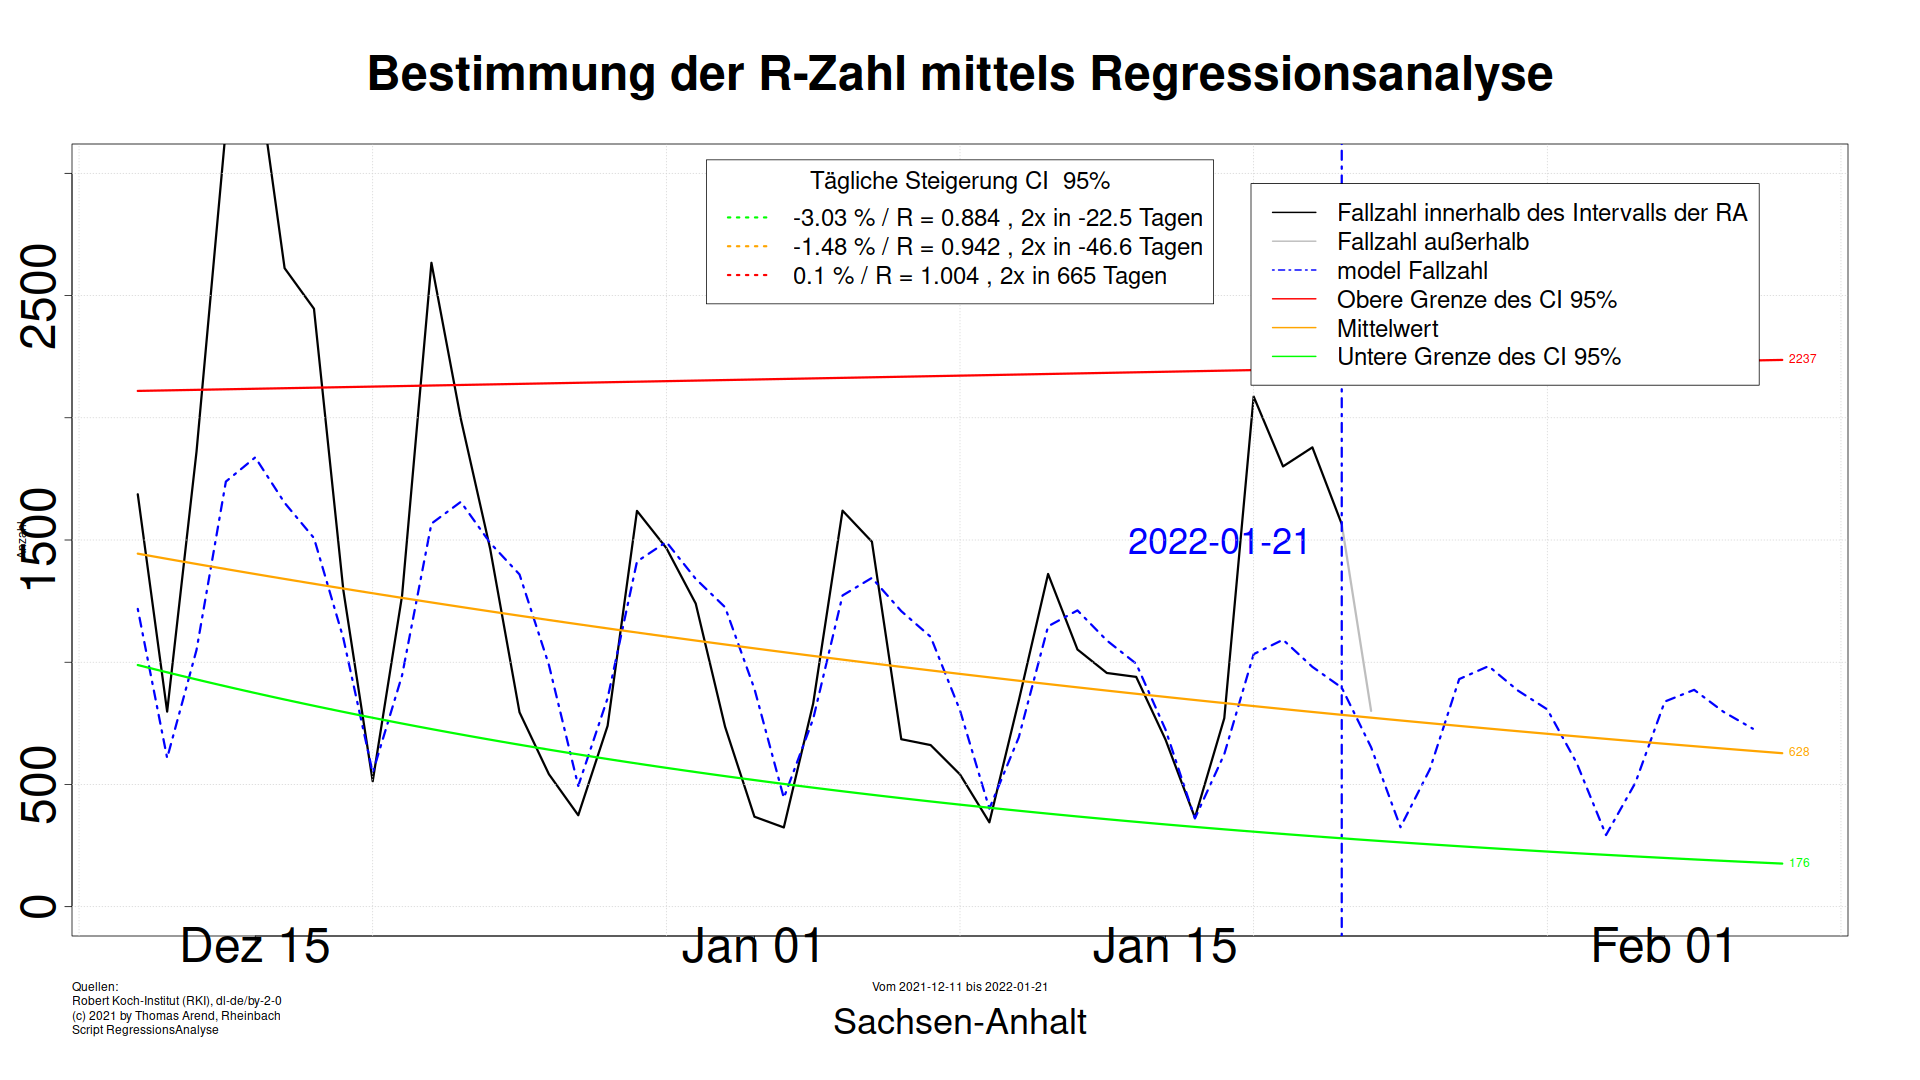 Bestimmung der R-Zahl mittels Regressionsanalyse
Tägliche Steigerung CI  95%
-3.03 % / R = 0.884 , 2x in -22.5 Tagen
-1.48 % / R = 0.942 , 2x in -46.6 Tagen
0.1 % / R = 1.004 , 2x in 665 Tagen
Fallzahl innerhalb des Intervalls der RA
Fallzahl außerhalb
model Fallzahl
Obere Grenze des CI 95%
Mittelwert
Untere Grenze des CI 95%
2500
1500
500
0
Anzahl
2237
2022-01-21
628
176
Dez 15
Jan 01
Jan 15
Feb 01
Quellen:
Robert Koch-Institut (RKI), dl-de/by-2-0
(c) 2021 by Thomas Arend, Rheinbach
Script RegressionsAnalyse
Vom 2021-12-11 bis 2022-01-21
Sachsen-Anhalt